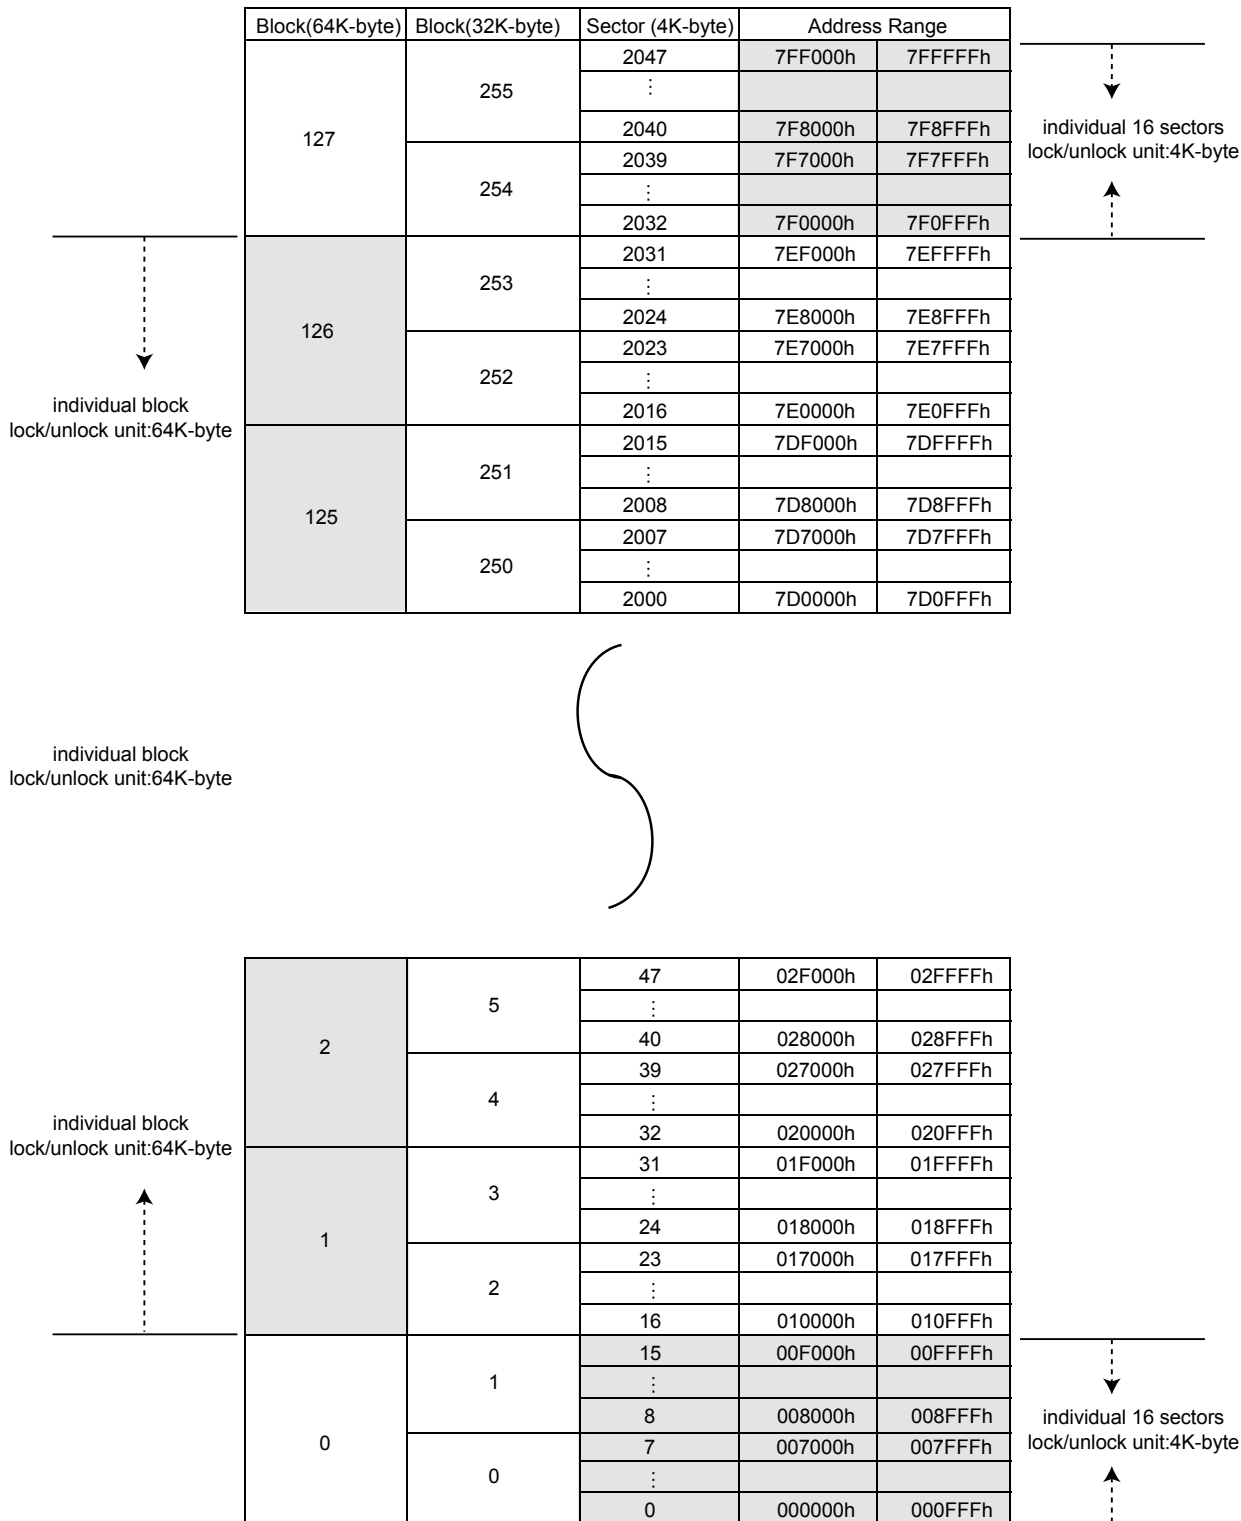 Block(64K-byte) Block(32K-byte) Sector (4K-byte) Address Range
2047 7FF000h 7FFFFFh
255
⋮
individual 16 sectors
lock/unlock unit:4K-byte
2040 7F8000h 7F8FFFh
127
2039 7F7000h 7F7FFFh
254
⋮
2032 7F0000h 7F0FFFh
2031 7EF000h 7EFFFFh
253
⋮
2024 7E8000h 7E8FFFh
126
2023 7E7000h 7E7FFFh
252
⋮
individual block
lock/unlock unit:64K-byte
2016 7E0000h 7E0FFFh
2015 7DF000h 7DFFFFh
251
⋮
2008 7D8000h 7D8FFFh
125
2007 7D7000h 7D7FFFh
250
⋮
2000 7D0000h 7D0FFFh
individual block
lock/unlock unit:64K-byte
47 02F000h 02FFFFh
5
⋮
40 028000h 028FFFh
2
39 027000h 027FFFh
4
⋮
individual block
lock/unlock unit:64K-byte
32 020000h 020FFFh
31 01F000h 01FFFFh
3
⋮
24 018000h 018FFFh
1
23 017000h 017FFFh
2
⋮
16 010000h 010FFFh
15 00F000h 00FFFFh
1
⋮
8 008000h 008FFFh
individual 16 sectors
lock/unlock unit:4K-byte
0
7 007000h 007FFFh
0
⋮
0 000000h 000FFFh